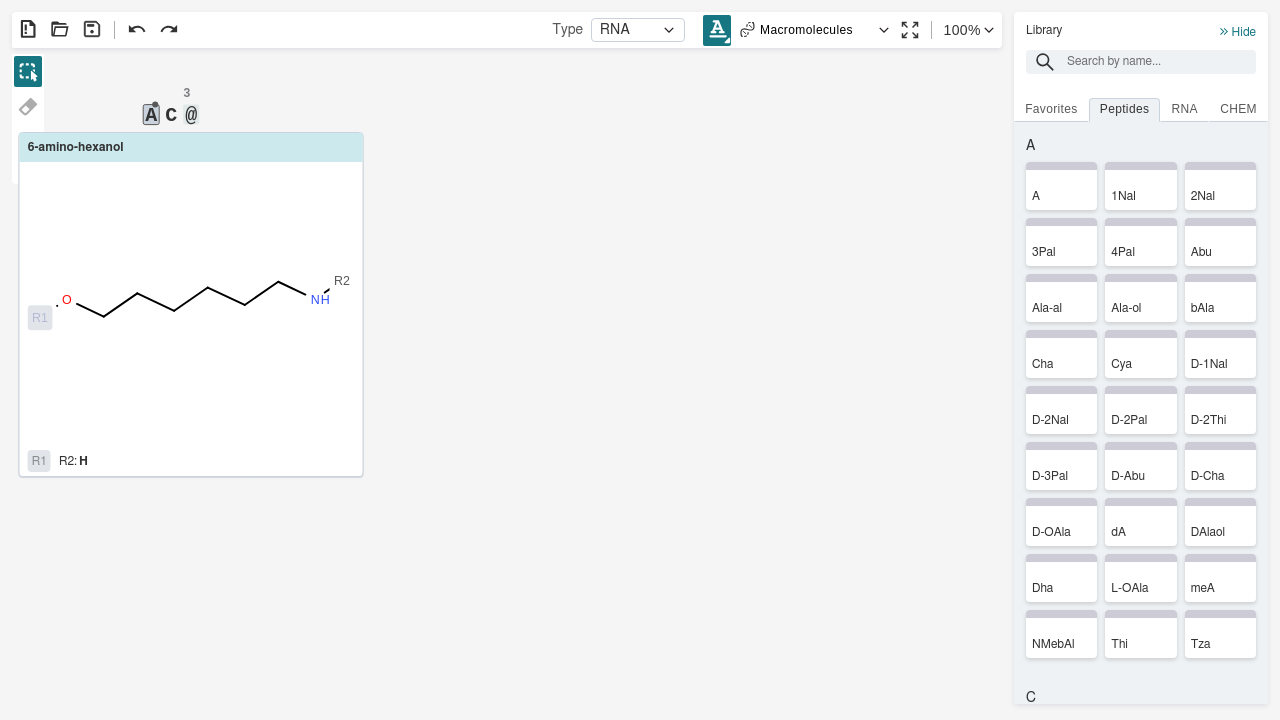 Type RNA Macromolecules 100%
Library Hide
Search by name...
Favorites Peptides RNA CHEM
3
A C @
6-amino-hexanol
R1 O NH R2
R1 R2: H
A
A 1Nal 2Nal
3Pal 4Pal Abu
Ala-al Ala-ol bAla
Cha Cya D-1Nal
D-2Nal D-2Pal D-2Thi
D-3Pal D-Abu D-Cha
D-OAla dA DAlaol
Dha L-OAla meA
NMebAl Thi Tza
C